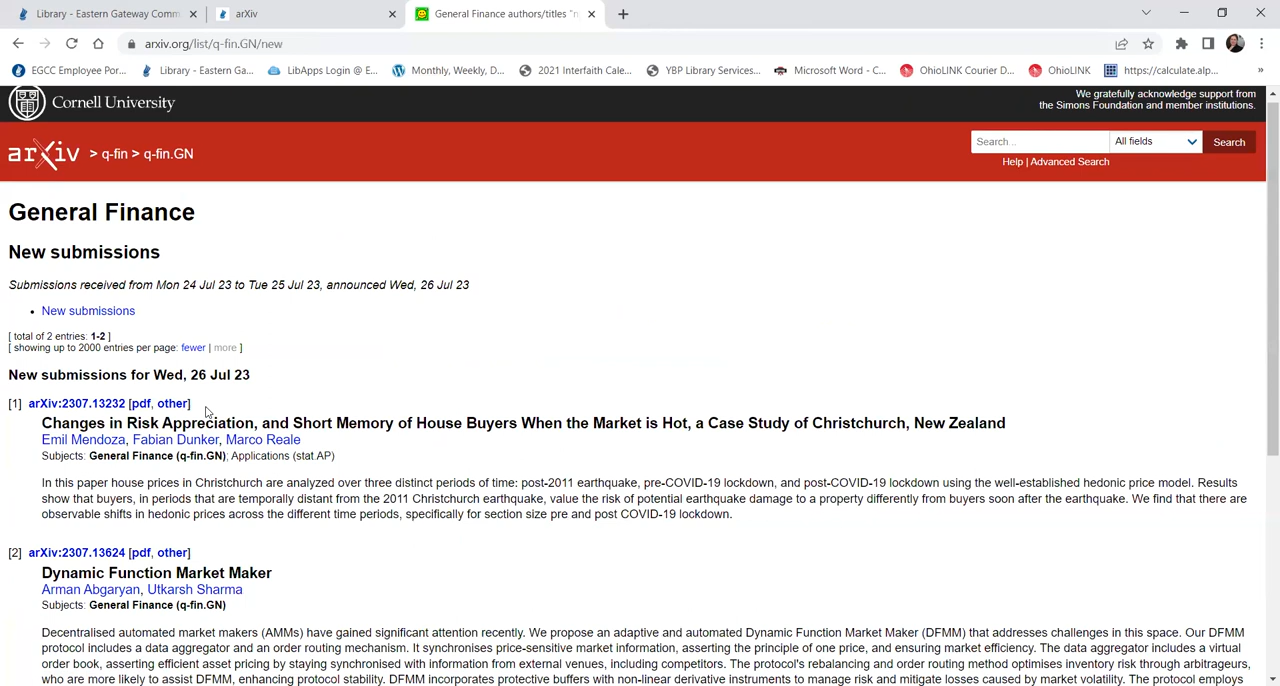 Library - Eastern Gateway Comm
arXiv
General Finance authors/titles "n
arxiv.org/list/q-fin.GN/new
EGCC Employee Por...
Library - Eastern Ga...
LibApps Login @ E...
Monthly, Weekly, D...
2021 Interfaith Cale...
YBP Library Services...
Microsoft Word - C...
OhioLINK Courier D...
OhioLINK
https://calculate.alp...
»
Cornell University
We gratefully acknowledge support from
the Simons Foundation and member institutions.
arXiv > q-fin > q-fin.GN
Search...
All fields
Search
Help | Advanced Search
General Finance
New submissions
Submissions received from Mon 24 Jul 23 to Tue 25 Jul 23, announced Wed, 26 Jul 23
• New submissions
[ total of 2 entries: 1-2 ]
[ showing up to 2000 entries per page: fewer | more ]
New submissions for Wed, 26 Jul 23
[1] arXiv:2307.13232 [pdf, other]
Changes in Risk Appreciation, and Short Memory of House Buyers When the Market is Hot, a Case Study of Christchurch, New Zealand
Emil Mendoza, Fabian Dunker, Marco Reale
Subjects: General Finance (q-fin.GN); Applications (stat.AP)
In this paper house prices in Christchurch are analyzed over three distinct periods of time: post-2011 earthquake, pre-COVID-19 lockdown, and post-COVID-19 lockdown using the well-established hedonic price model. Results
show that buyers, in periods that are temporally distant from the 2011 Christchurch earthquake, value the risk of potential earthquake damage to a property differently from buyers soon after the earthquake. We find that there are
observable shifts in hedonic prices across the different time periods, specifically for section size pre and post COVID-19 lockdown.
[2] arXiv:2307.13624 [pdf, other]
Dynamic Function Market Maker
Arman Abgaryan, Utkarsh Sharma
Subjects: General Finance (q-fin.GN)
Decentralised automated market makers (AMMs) have gained significant attention recently. We propose an adaptive and automated Dynamic Function Market Maker (DFMM) that addresses challenges in this space. Our DFMM
protocol includes a data aggregator and an order routing mechanism. It synchronises price-sensitive market information, asserting the principle of one price, and ensuring market efficiency. The data aggregator includes a virtual
order book, asserting efficient asset pricing by staying synchronised with information from external venues, including competitors. The protocol's rebalancing and order routing method optimises inventory risk through arbitrageurs,
who are more likely to assist DFMM, enhancing protocol stability. DFMM incorporates protective buffers with non-linear derivative instruments to manage risk and mitigate losses caused by market volatility. The protocol employs